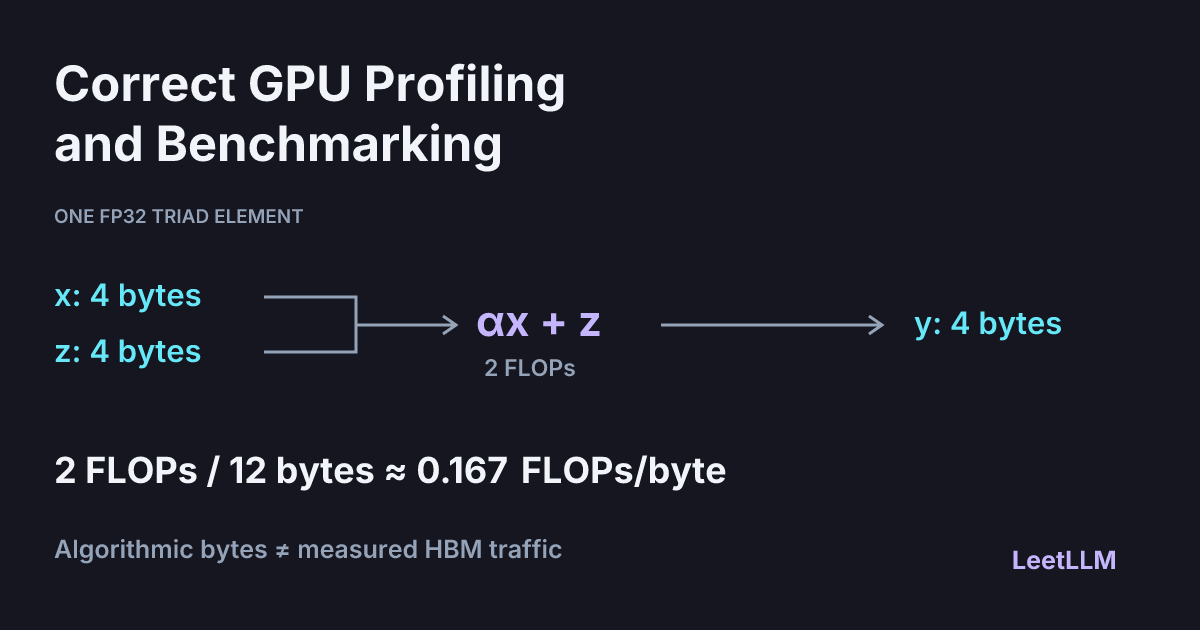 Correct GPU Profiling
and Benchmarking
ONE FP32 TRIAD ELEMENT
x: 4 bytes
z: 4 bytes
αx + z
2 FLOPs
y: 4 bytes
2 FLOPs / 12 bytes ≈ 0.167 FLOPs/byte
Algorithmic bytes ≠ measured HBM traffic
LeetLLM